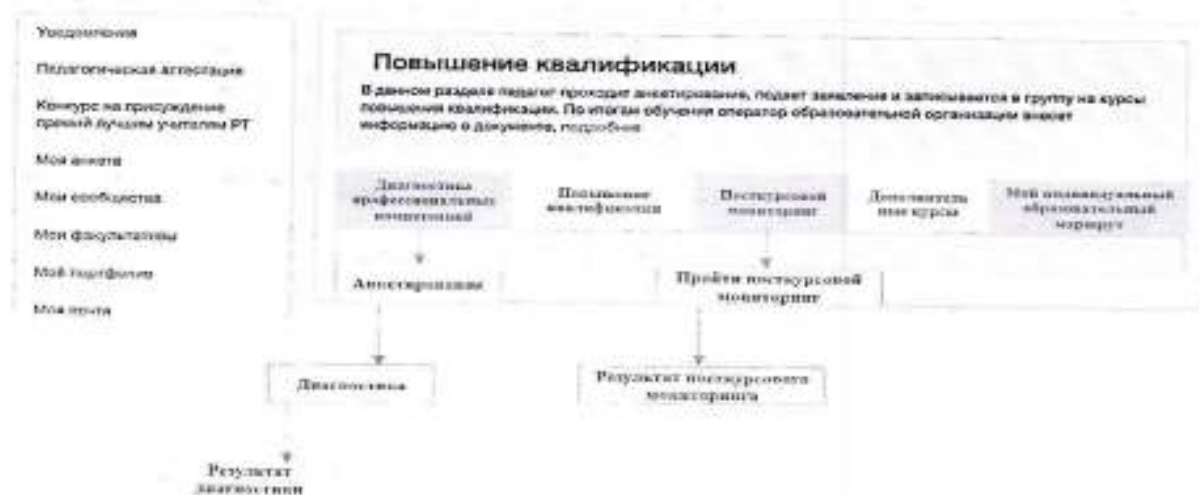 Уведомления
Педагогическая аттестация
Конкурс на присуждение
премий лучшим учителям РТ
Моя анкета
Мои сообщества
Мои факультативы
Мой портфолио
Моя почта
Повышение квалификации
В данном разделе педагог проходит анкетирование, подает заявление и записывается в группу на курсы
повышения квалификации. По итогам обучения оператор образовательной организации вносит
информацию о документе, подробнее
Диагностика
профессиональных
компетенций
Повышение
квалификации
Посткурсовой
мониторинг
Дополнитель
ные курсы
Мой индивидуальный
образовательный
маршрут
Анкетирование
Пройти посткурсовой
мониторинг
Диагностика
Результат посткурсового
мониторинга
Результат
диагностики